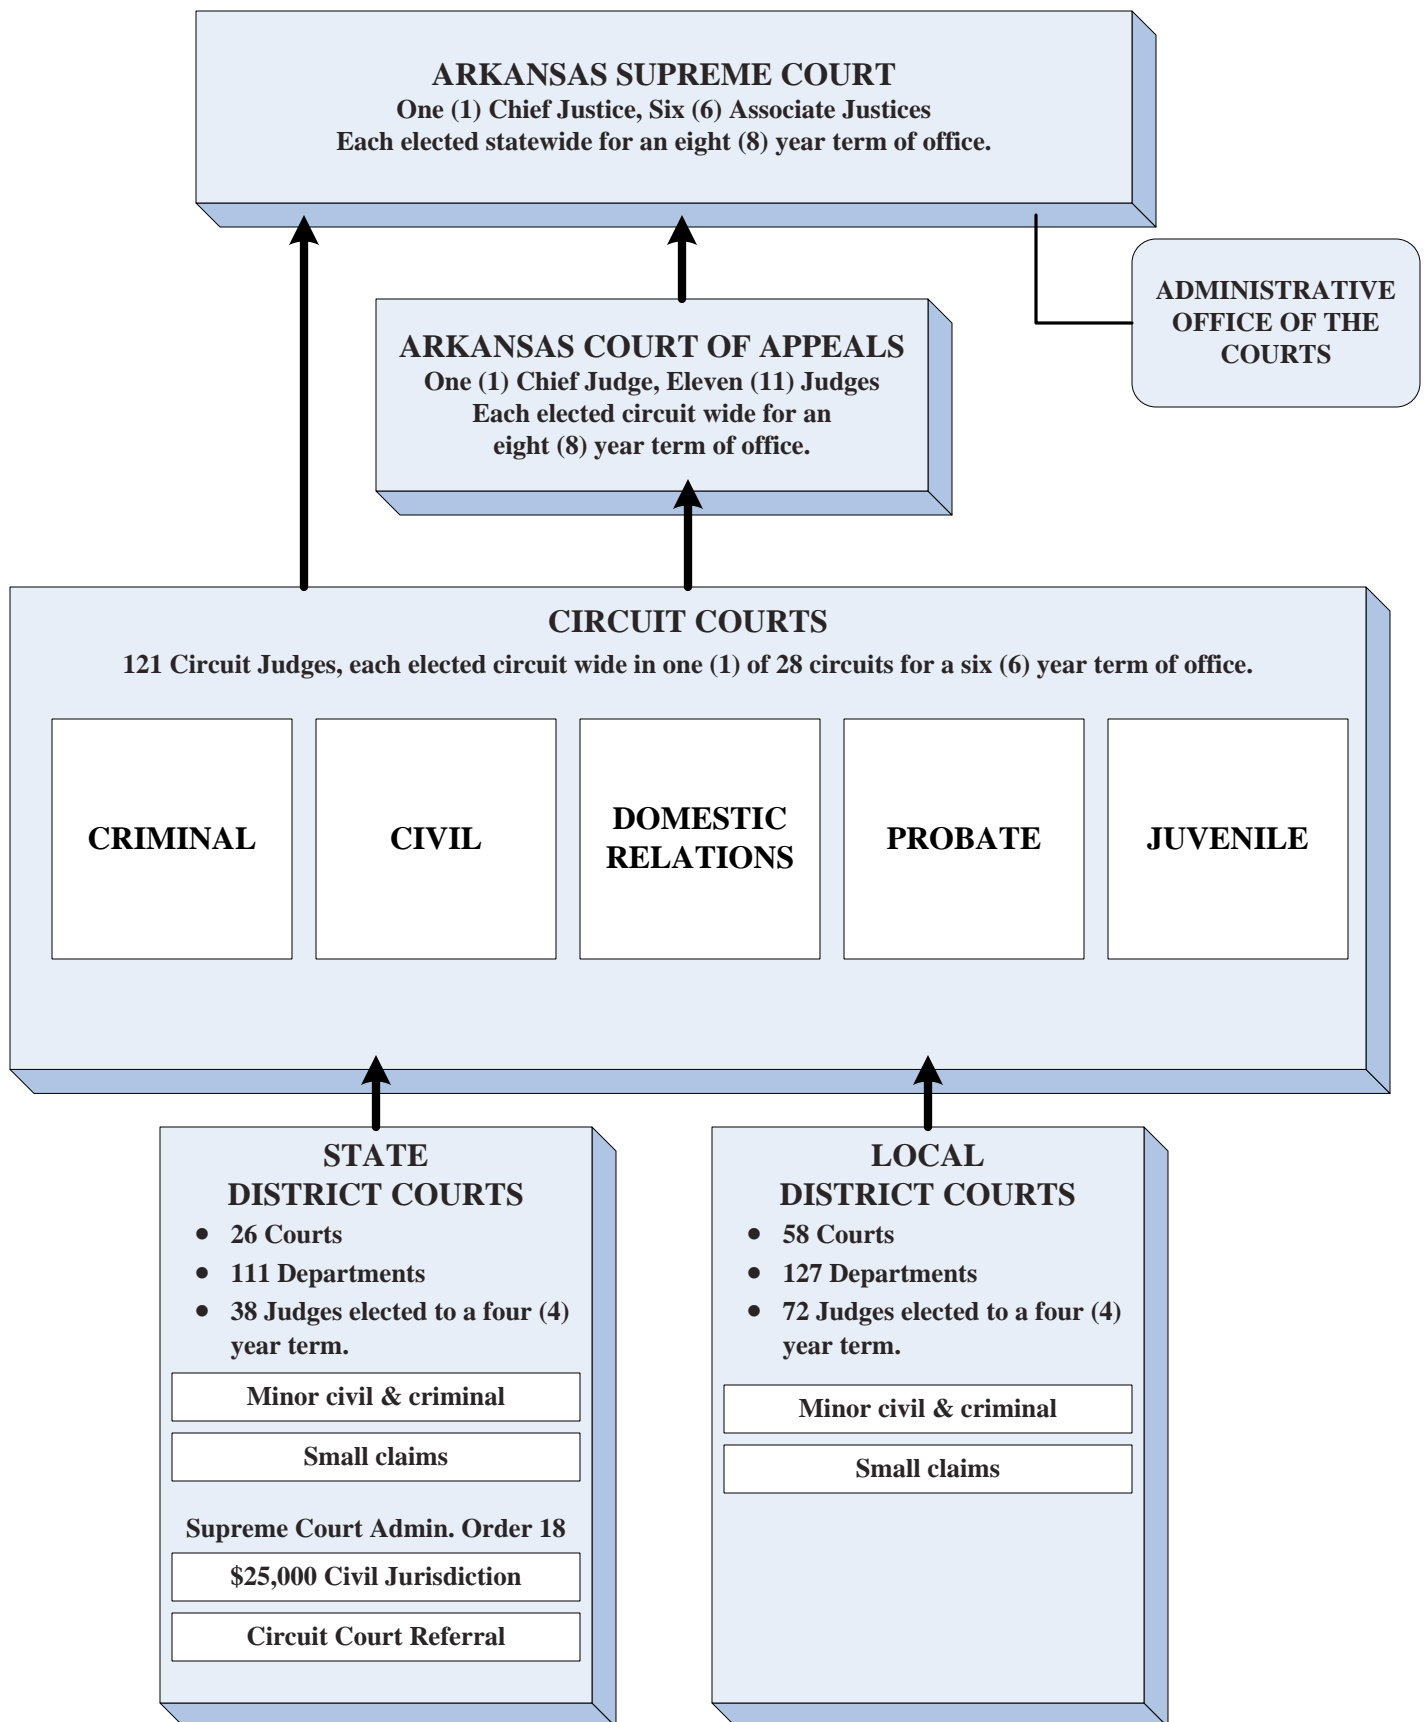 ARKANSAS SUPREME COURT
One (1) Chief Justice, Six (6) Associate Justices
Each elected statewide for an eight (8) year term of office.
ADMINISTRATIVE
OFFICE OF THE
COURTS
ARKANSAS COURT OF APPEALS
One (1) Chief Judge, Eleven (11) Judges
Each elected circuit wide for an
eight (8) year term of office.
CIRCUIT COURTS
121 Circuit Judges, each elected circuit wide in one (1) of 28 circuits for a six (6) year term of office.
CRIMINAL
CIVIL
DOMESTIC
RELATIONS
PROBATE
JUVENILE
STATE
DISTRICT COURTS
• 26 Courts
• 111 Departments
• 38 Judges elected to a four (4)
year term.
Minor civil & criminal
Small claims
Supreme Court Admin. Order 18
$25,000 Civil Jurisdiction
Circuit Court Referral
LOCAL
DISTRICT COURTS
• 58 Courts
• 127 Departments
• 72 Judges elected to a four (4)
year term.
Minor civil & criminal
Small claims